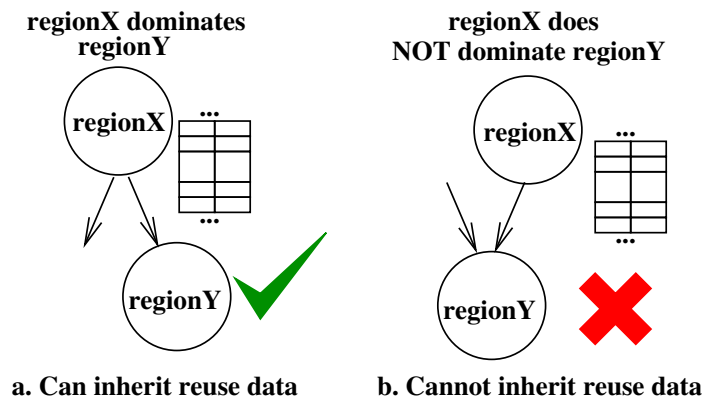 regionX dominates
regionY
regionX
...
...
regionY
a. Can inherit reuse data
regionX does
NOT dominate regionY
regionX
...
...
regionY
b. Cannot inherit reuse data